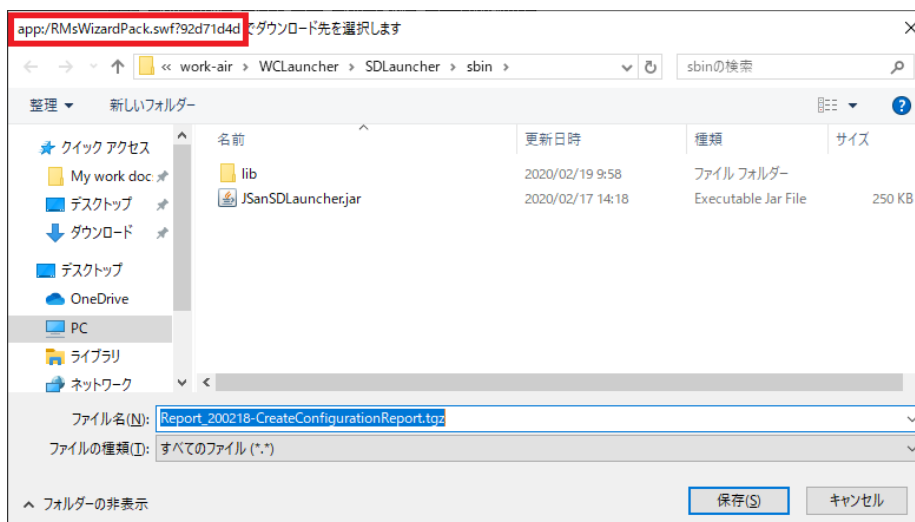 app:/RMsWizardPack.swf?92d71d4d でダウンロード先を選択します
« work-air › WCLauncher › SDLauncher › sbin ›
sbinの検索
整理 ▼ 新しいフォルダー
名前 更新日時 種類 サイズ
クイック アクセス
My work doc:
デスクトップ
ダウンロード
デスクトップ
OneDrive
PC
ライブラリ
ネットワーク
lib 2020/02/19 9:58 ファイル フォルダー
JSanSDLauncher.jar 2020/02/17 14:18 Executable Jar File 250 KB
ファイル名(N): Report_200218-CreateConfigurationReport.tgz
ファイルの種類(T): すべてのファイル (*.*)
フォルダーの非表示
保存(S) キャンセル